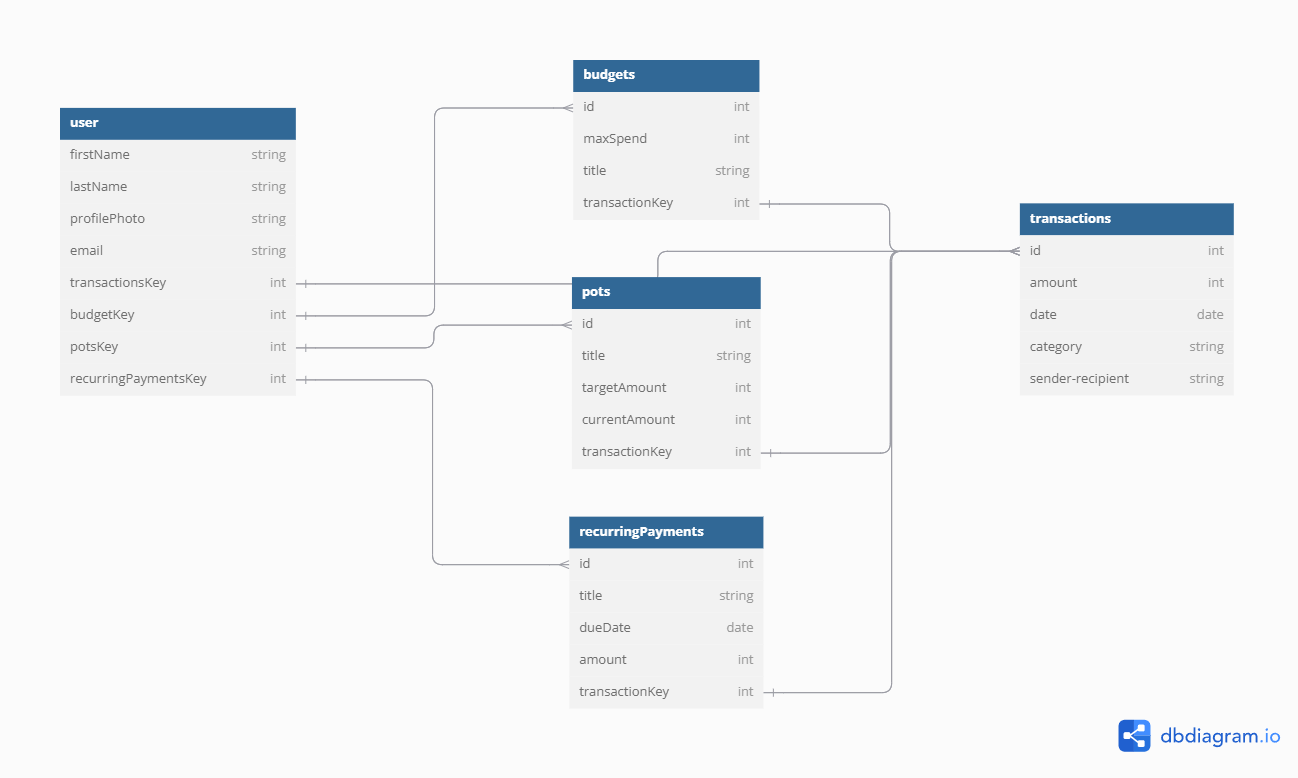 user
firstName string
lastName string
profilePhoto string
email string
transactionsKey int
budgetKey int
potsKey int
recurringPaymentsKey int
budgets
id int
maxSpend int
title string
transactionKey int
pots
id int
title string
targetAmount int
currentAmount int
transactionKey int
recurringPayments
id int
title string
dueDate date
amount int
transactionKey int
transactions
id int
amount int
date date
category string
sender-recipient string
dbdiagram.io